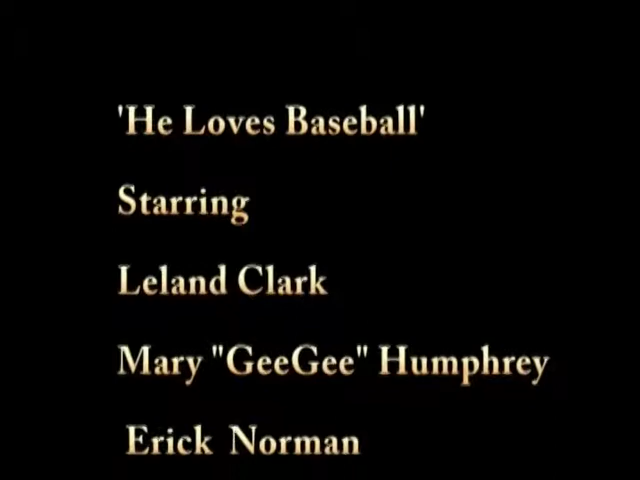 'He Loves Baseball'
Starring
Leland Clark
Mary "GeeGee" Humphrey
Erick Norman